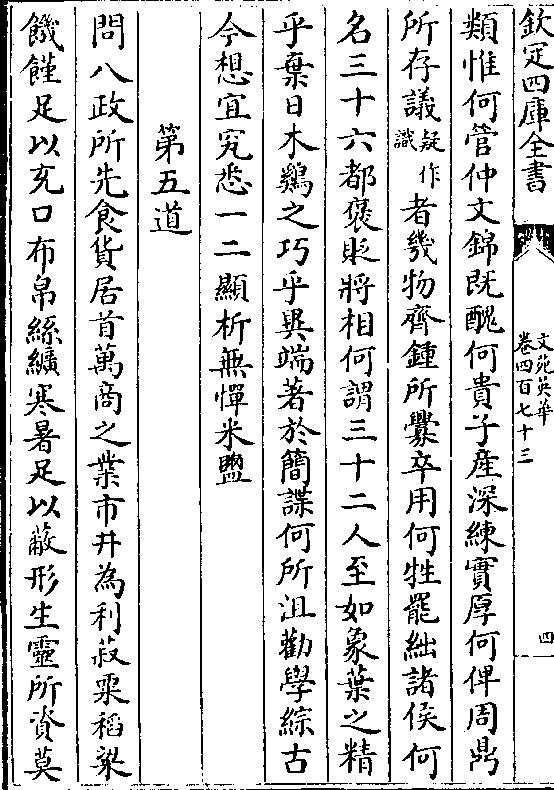 欽定四庫全書
文苑英華
卷四百七十三
四
類惟何管仲文錦既醜何貴子産深練實厚何俾周鼎
所存議疑作識者幾物齊鍾所釁卒用何牲罷絀諸侯何
名三十六都褒貶將相何謂三十二人至如象葉之精
乎棄日木鷄之巧乎異端著於簡諜何所沮勸學綜古
今想宜究悉一二顯析無憚米鹽
第五道
問八政所先食貨居首萬商之業市井為利菽粟稻粱
饑饉足以充口布帛絲纊寒暑足以蔽形生靈所資莫